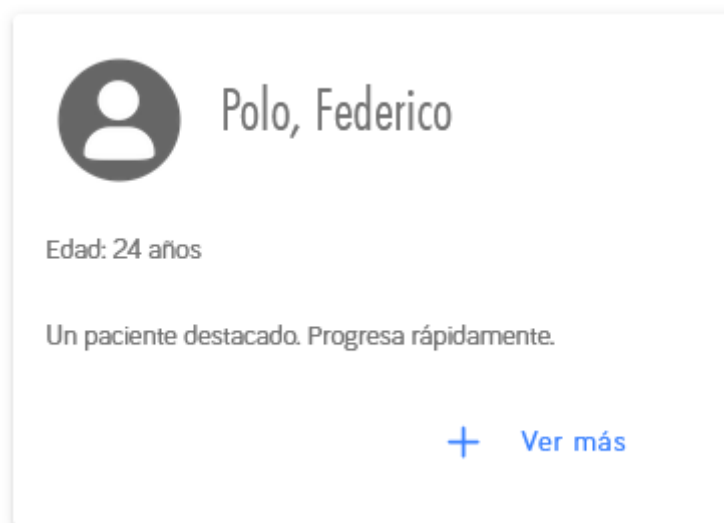 Polo, Federico
Edad: 24 años
Un paciente destacado. Progresa rápidamente.
+ Ver más